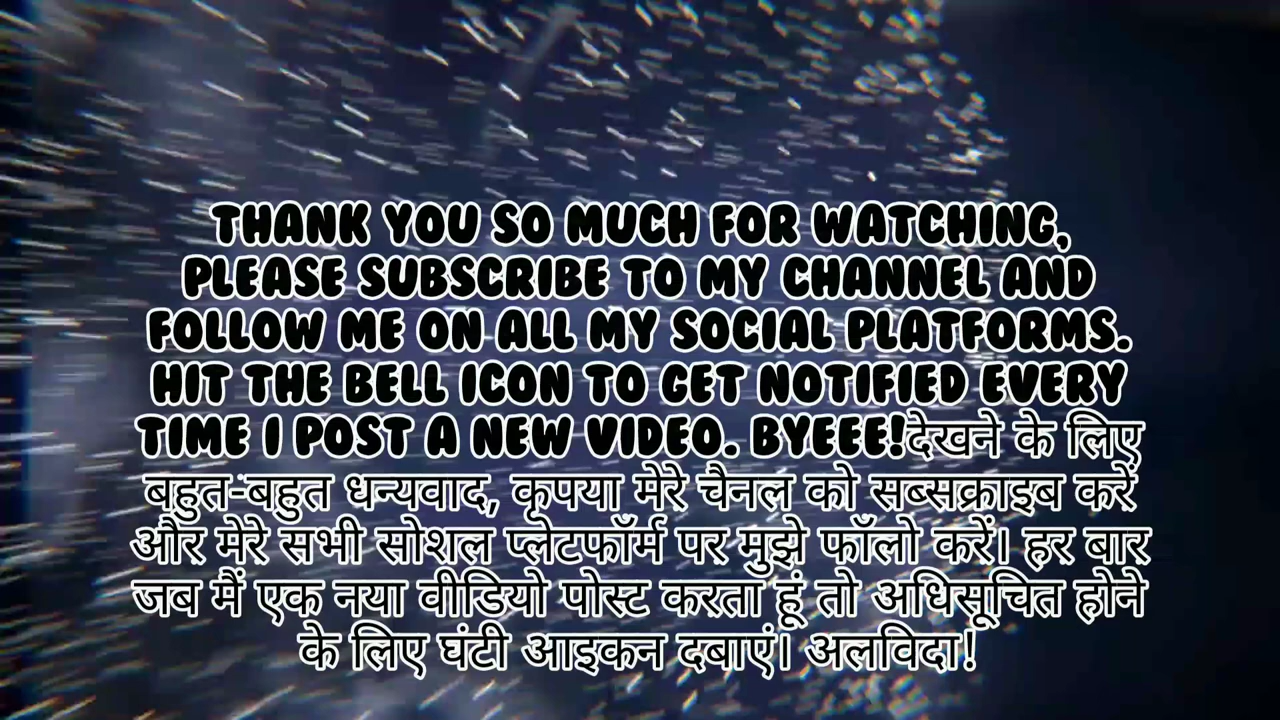 THANK YOU SO MUCH FOR WATCHING,
PLEASE SUBSCRIBE TO MY CHANNEL AND
FOLLOW ME ON ALL MY SOCIAL PLATFORMS.
HIT THE BELL ICON TO GET NOTIFIED EVERY
TIME I POST A NEW VIDEO. BYEEE!देखने के लिए
बहुत-बहुत धन्यवाद, कृपया मेरे चैनल को सब्सक्राइब करें
और मेरे सभी सोशल प्लेटफॉर्म पर मुझे फॉलो करें। हर बार
जब मैं एक नया वीडियो पोस्ट करता हूं तो अधिसूचित होने
के लिए घंटी आइकन दबाएं। अलविदा!